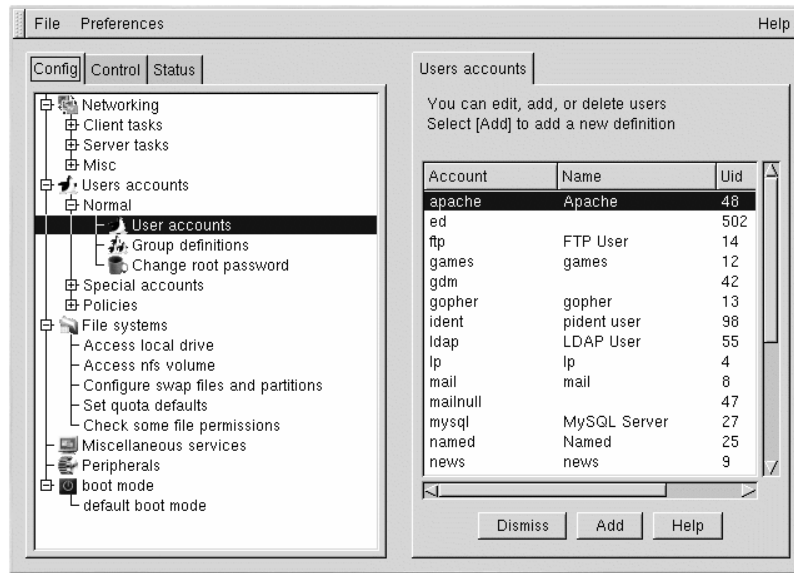 File Preferences Help
Config Control Status
Networking
Client tasks
Server tasks
Misc
Users accounts
Normal
User accounts
Group definitions
Change root password
Special accounts
Policies
File systems
Access local drive
Access nfs volume
Configure swap files and partitions
Set quota defaults
Check some file permissions
Miscellaneous services
Peripherals
boot mode
default boot mode
Users accounts
You can edit, add, or delete users
Select [Add] to add a new definition
Account Name Uid
apache Apache 48
ed 502
ftp FTP User 14
games games 12
gdm 42
gopher gopher 13
ident pident user 98
ldap LDAP User 55
lp lp 4
mail mail 8
mailnull 47
mysql MySQL Server 27
named Named 25
news news 9
Dismiss Add Help